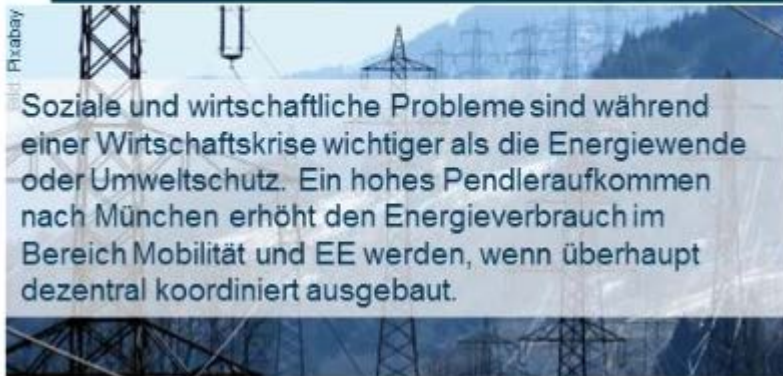 Bild: Pixabay
Soziale und wirtschaftliche Probleme sind während
einer Wirtschaftskrise wichtiger als die Energiewende
oder Umweltschutz. Ein hohes Pendleraufkommen
nach München erhöht den Energieverbrauch im
Bereich Mobilität und EE werden, wenn überhaupt
dezentral koordiniert ausgebaut.